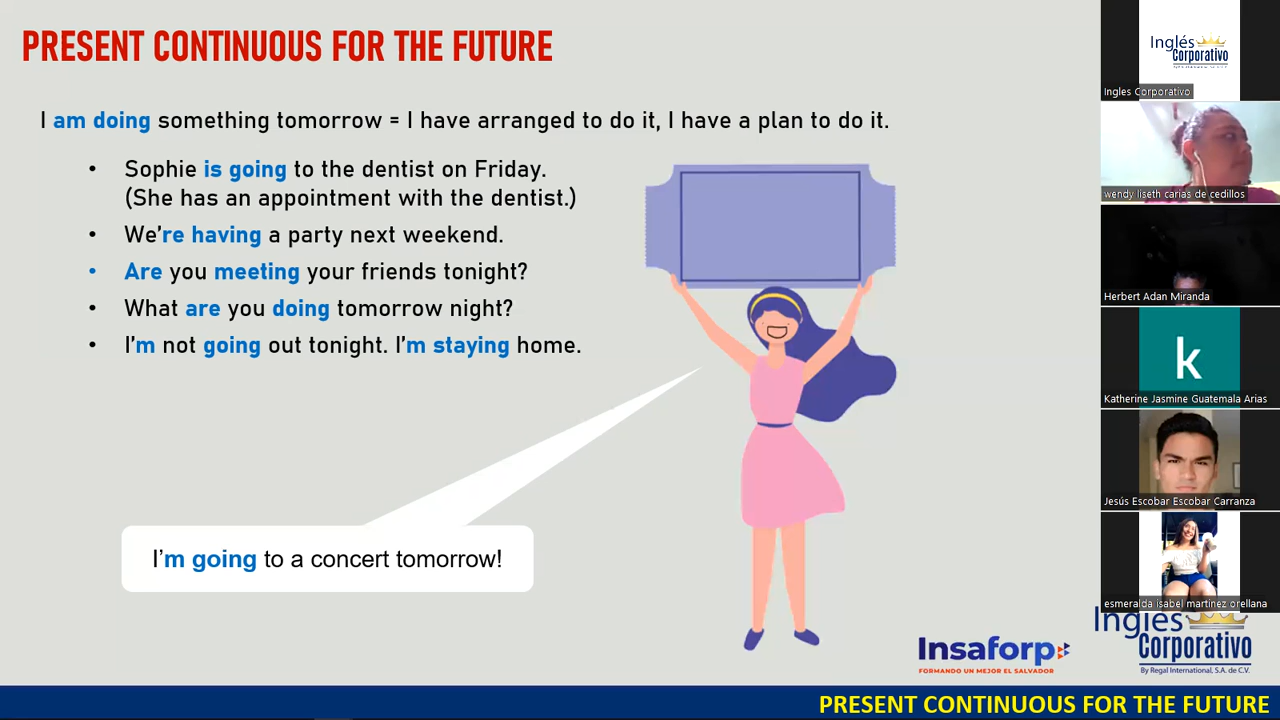 PRESENT CONTINUOUS FOR THE FUTURE
I am doing something tomorrow = I have arranged to do it, I have a plan to do it.
• Sophie is going to the dentist on Friday.
(She has an appointment with the dentist.)
• We're having a party next weekend.
• Are you meeting your friends tonight?
• What are you doing tomorrow night?
• I'm not going out tonight. I'm staying home.
I'm going to a concert tomorrow!
Inglés
Corporativo
Ingles Corporativo
wendy liseth carias de cedillos
Herbert Adan Miranda
k
Katherine Jasmine Guatemala Arias
Jesús Escobar Escobar Carranza
esmeralda isabel martinez orellana
Insaforp
FORMANDO UN MEJOR EL SALVADOR
Inglés
Corporativo
By Regal International, S.A. de C.V.
PRESENT CONTINUOUS FOR THE FUTURE